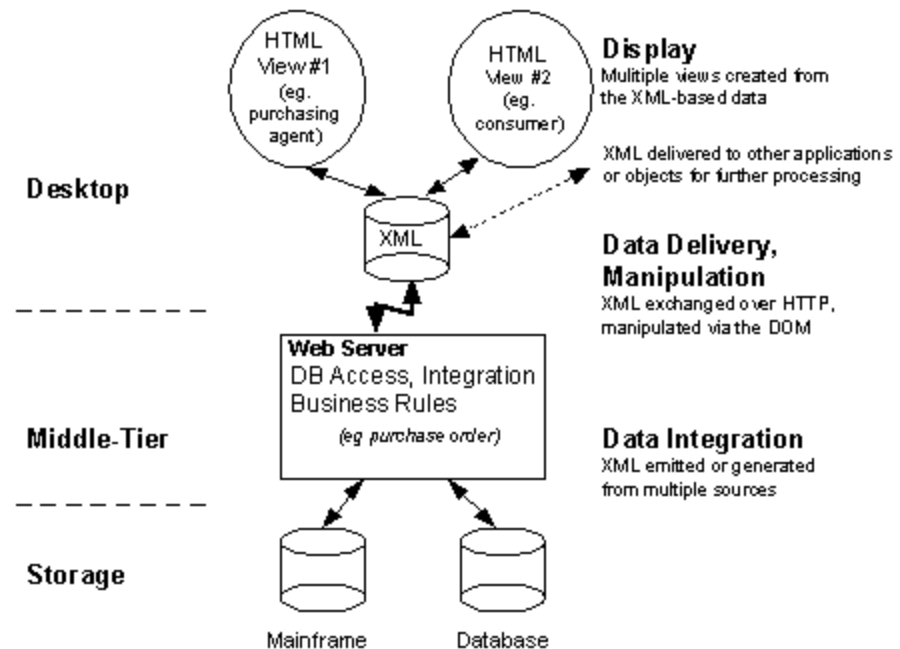 HTML
View #1
(eg.
purchasing
agent)
HTML
View #2
(eg.
consumer)
Display
Mulitiple views created from
the XML-based data
XML delivered to other applications
or objects for further processing
Desktop
XML
Data Delivery,
Manipulation
XML exchanged over HTTP,
manipulated via the DOM
Web Server
DB Access, Integration
Business Rules
(eg purchase order)
Middle-Tier
Data Integration
XML emitted or generated
from multiple sources
Storage
Mainframe
Database